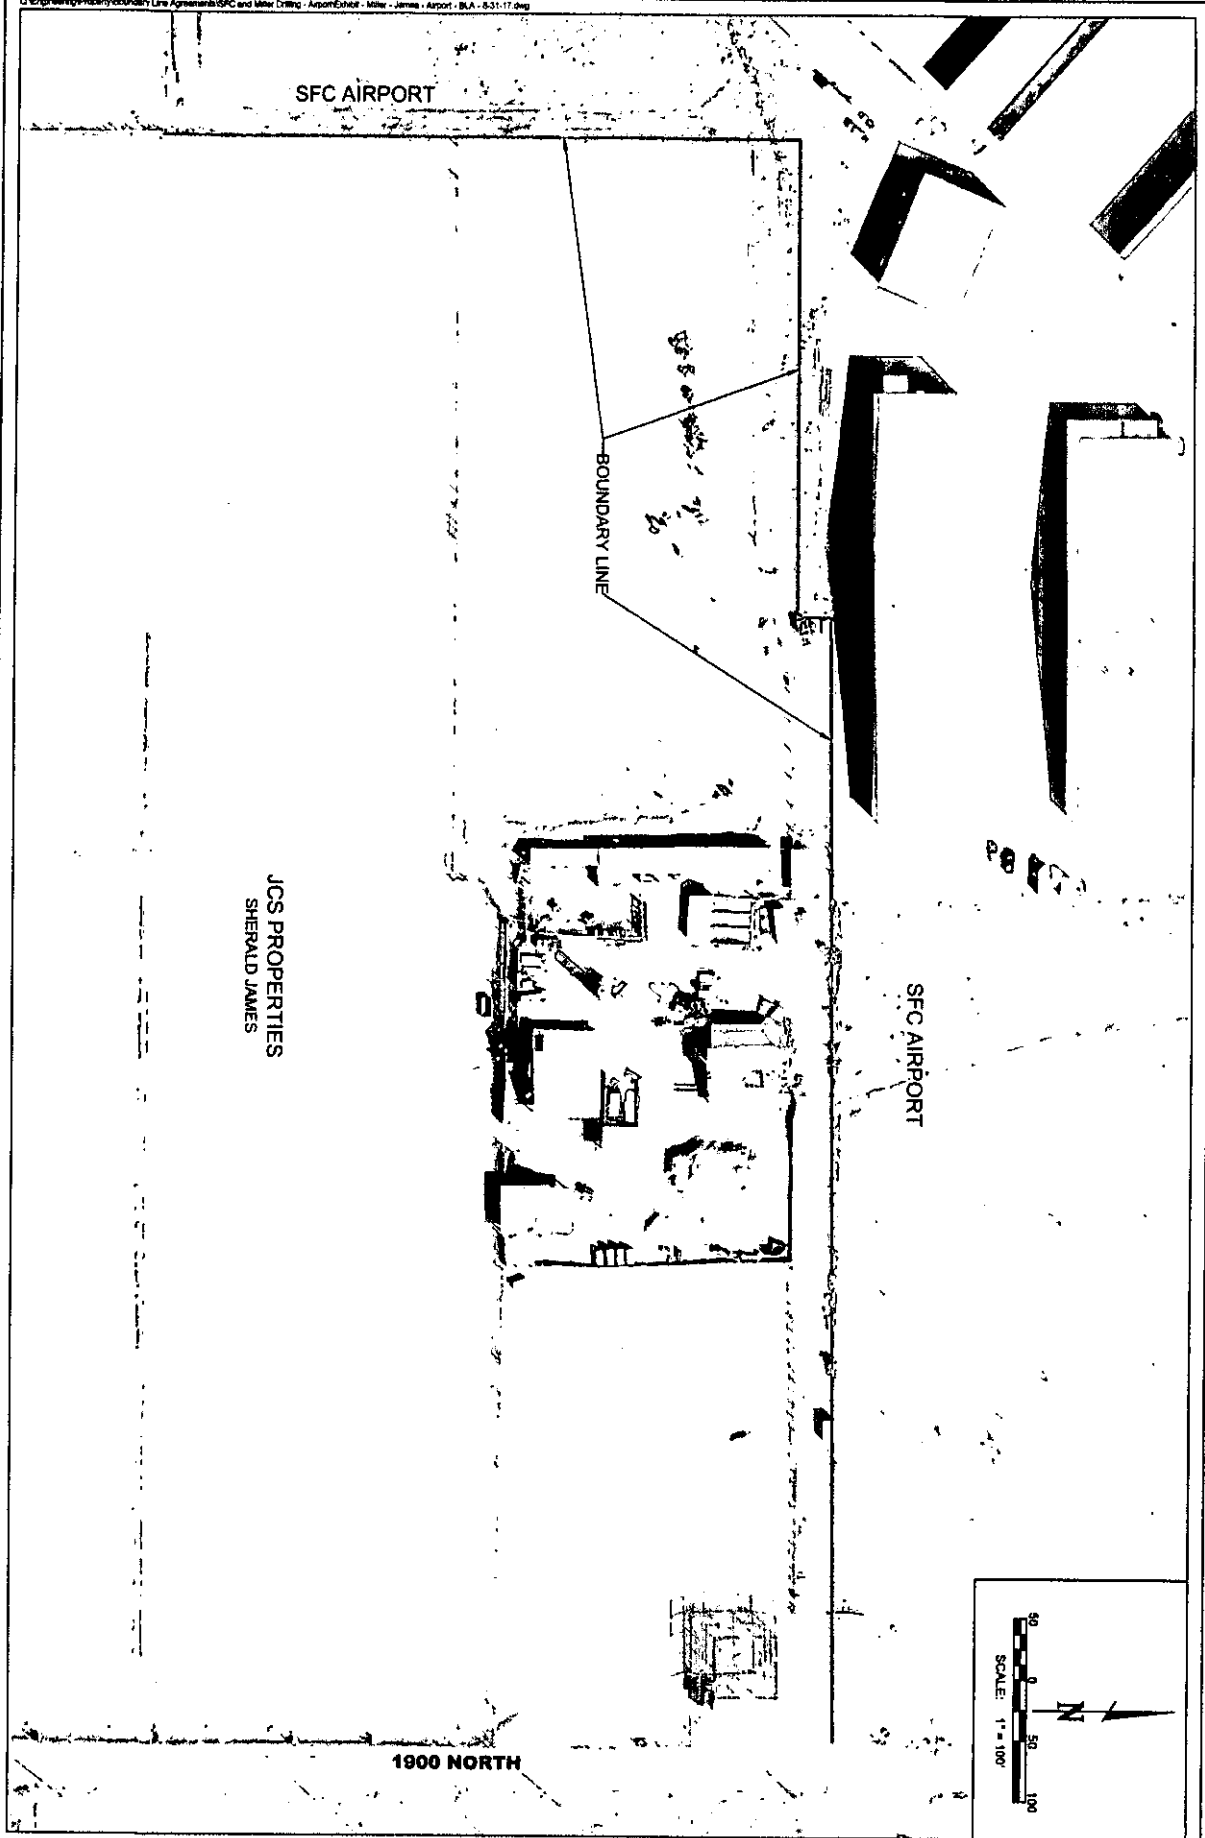 SFC AIRPORT
BOUNDARY LINE
JCS PROPERTIES
SHERALD JAMES
SFC AIRPORT
50 0 50 100
SCALE: 1" = 100'
N
1900 NORTH